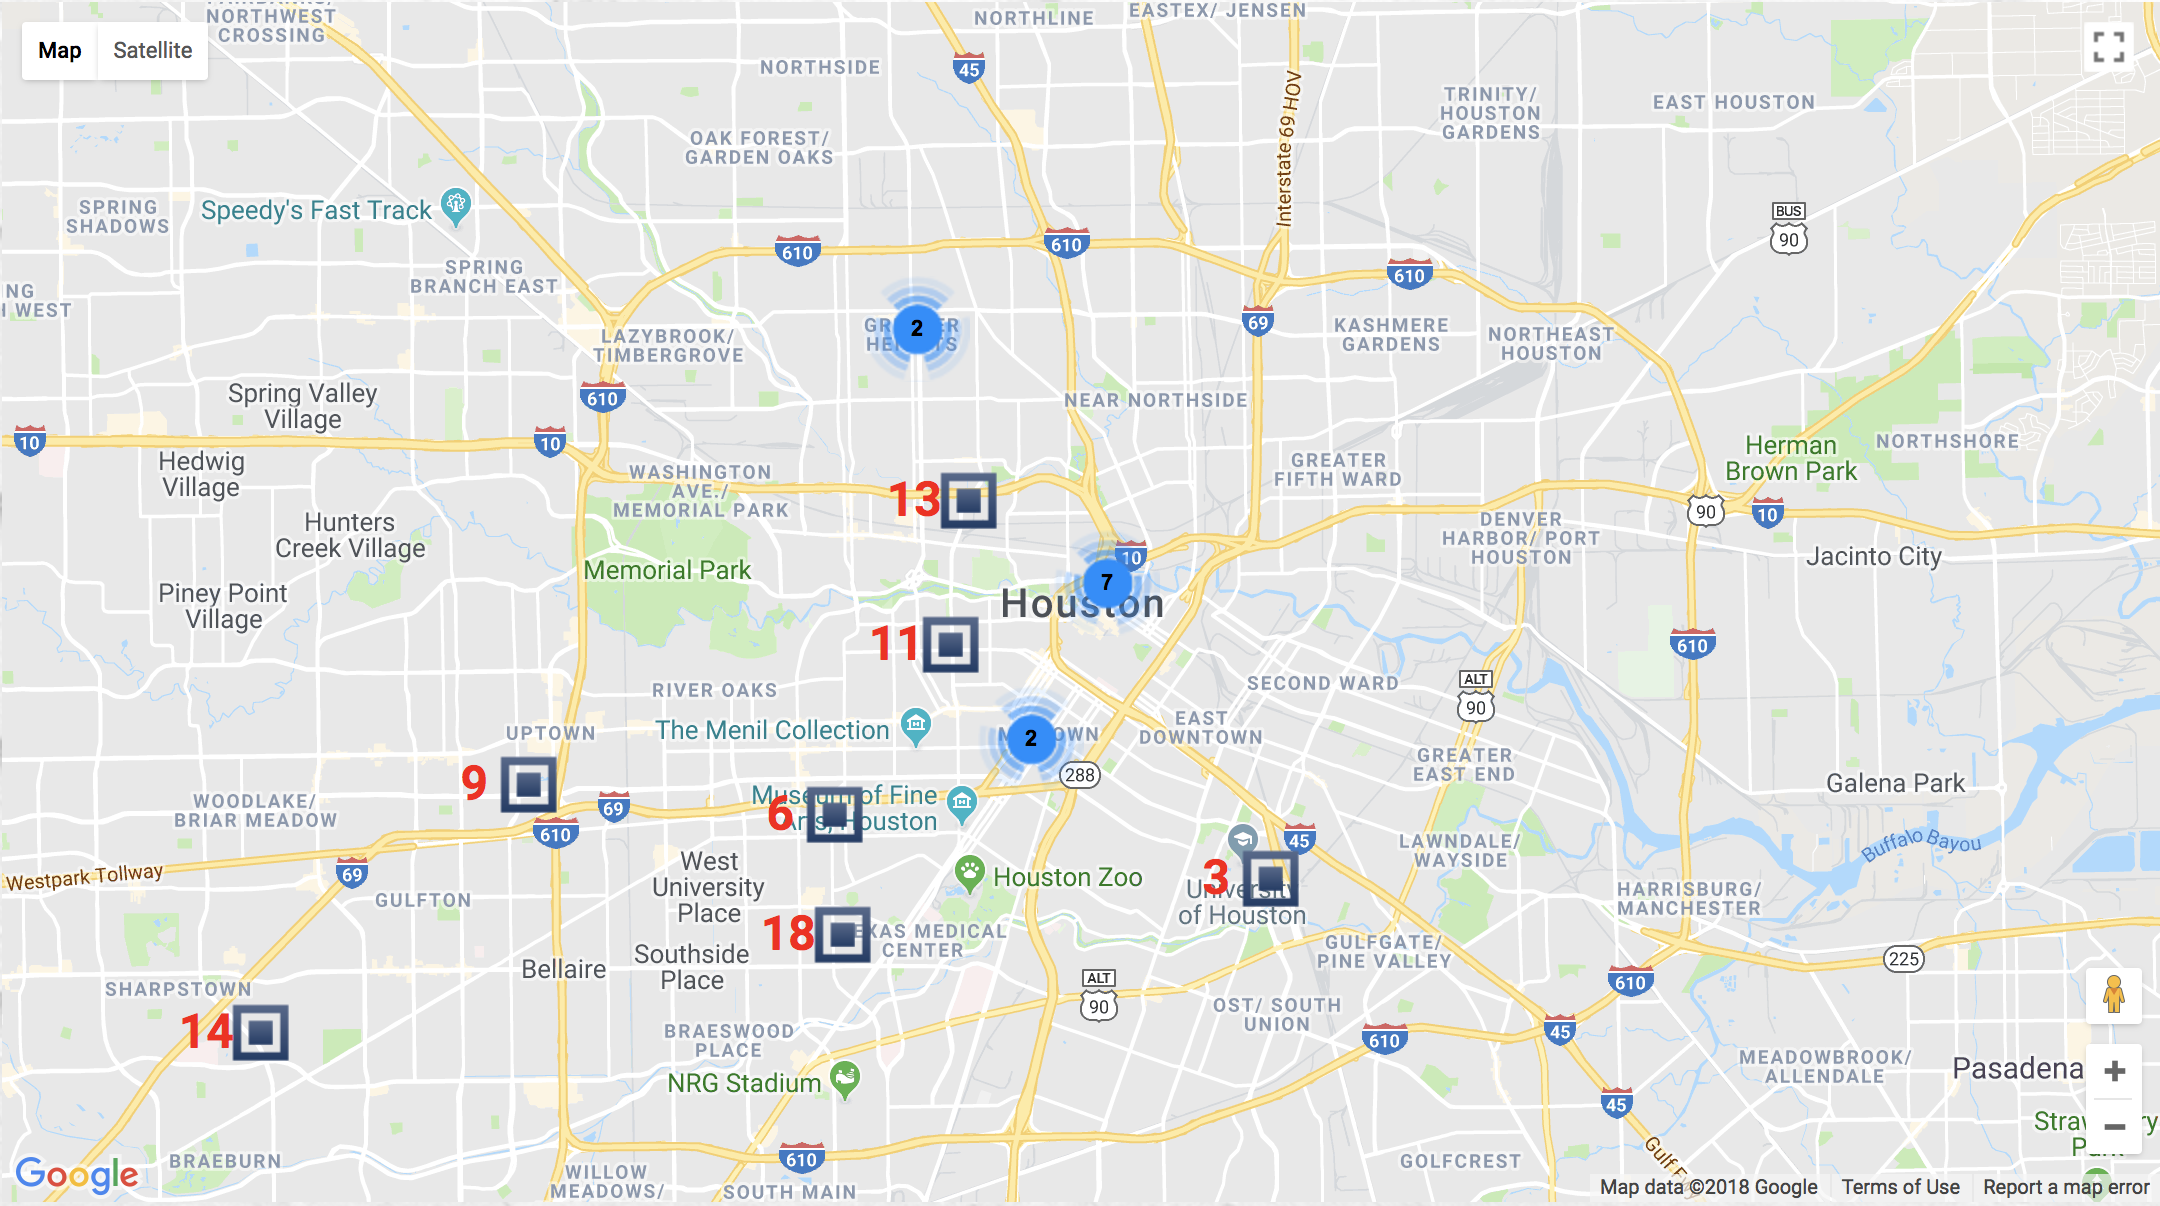 NORTHWEST
CROSSING
NORTHLINE
EASTEX/ JENSEN
Map
Satellite
45
NORTHSIDE
Interstate 69 HOV
TRINITY/
HOUSTON
GARDENS
EAST HOUSTON
OAK FOREST/
GARDEN OAKS
SPRING
SHADOWS
Speedy's Fast Track
BUS
90
610
610
610
SPRING
BRANCH EAST
NG
H WEST
69
2
LAZYBROOK/
TIMBERGROVE
KASHMERE
GARDENS
NORTHEAST
HOUSTON
610
Spring Valley
Village
NEAR NORTHSIDE
10
10
Hedwig
Village
WASHINGTON
AVE./
MEMORIAL PARK
GREATER
FIFTH WARD
Herman
Brown Park
NORTHSHORE
13
90
10
Hunters
Creek Village
DENVER
HARBOR/ PORT
HOUSTON
10
Jacinto City
Memorial Park
7
Houston
Piney Point
Village
11
610
RIVER OAKS
SECOND WARD
ALT
90
UPTOWN
The Menil Collection
2
EAST
DOWNTOWN
288
GREATER
EAST END
9
Galena Park
WOODLAKE/
BRIAR MEADOW
69
610
Museum of Fine
Arts, Houston
6
45
LAWNDALE/
WAYSIDE
Buffalo Bayou
Westpark Tollway
69
West
University
Place
Houston Zoo
3
University
of Houston
GULFTON
HARRISBURG/
MANCHESTER
18
TEXAS MEDICAL
CENTER
GULFGATE/
PINE VALLEY
225
Bellaire
Southside
Place
610
SHARPSTOWN
ALT
90
OST/ SOUTH
UNION
14
BRAESWOOD
PLACE
610
45
MEADOWBROOK/
ALLENDALE
Pasadena
NRG Stadium
45
Gulf
BRAEBURN
610
GOLFCREST
WILLOW
MEADOWS/
SOUTH MAIN
Google
Map data ©2018 Google
Terms of Use
Report a map error